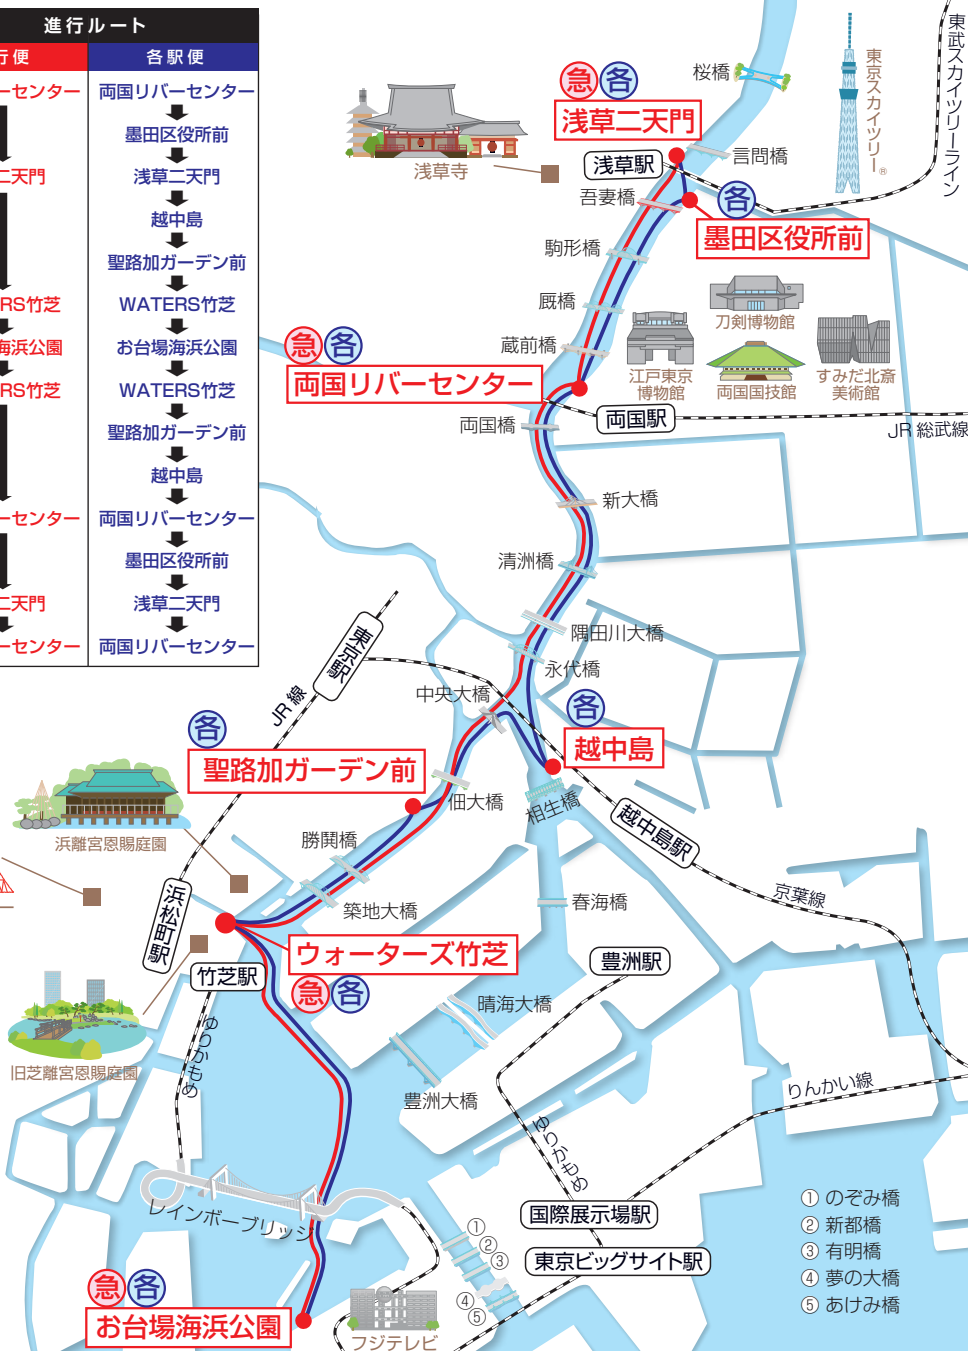 進行ルート
行便
各駅便
ーセンター
二天門
RS竹芝
海浜公園
RS竹芝
ーセンター
二天門
ーセンター
両国リバーセンター
墨田区役所前
浅草二天門
越中島
聖路加ガーデン前
WATERS竹芝
お台場海浜公園
WATERS竹芝
聖路加ガーデン前
越中島
両国リバーセンター
墨田区役所前
浅草二天門
両国リバーセンター
桜橋
東京スカイツリー®
東武スカイツリーライン
急 各
浅草二天門
浅草寺
浅草駅
言問橋
吾妻橋
各
墨田区役所前
駒形橋
厩橋
刀剣博物館
蔵前橋
急 各
両国リバーセンター
江戸東京
博物館
両国国技館
すみだ北斎
美術館
両国駅
両国橋
JR 総武線
新大橋
清洲橋
隅田川大橋
永代橋
東京駅
JR線
中央大橋
各
越中島
各
聖路加ガーデン前
佃大橋
相生橋
越中島駅
浜離宮恩賜庭園
勝鬨橋
築地大橋
春海橋
京葉線
浜松町駅
ウォーターズ竹芝
急 各
竹芝駅
豊洲駅
晴海大橋
ゆりかもめ
旧芝離宮恩賜庭園
豊洲大橋
りんかい線
ゆりかもめ
レインボーブリッジ
国際展示場駅
東京ビッグサイト駅
①
②
③
④
⑤
① のぞみ橋
② 新都橋
③ 有明橋
④ 夢の大橋
⑤ あけみ橋
急 各
お台場海浜公園
フジテレビ